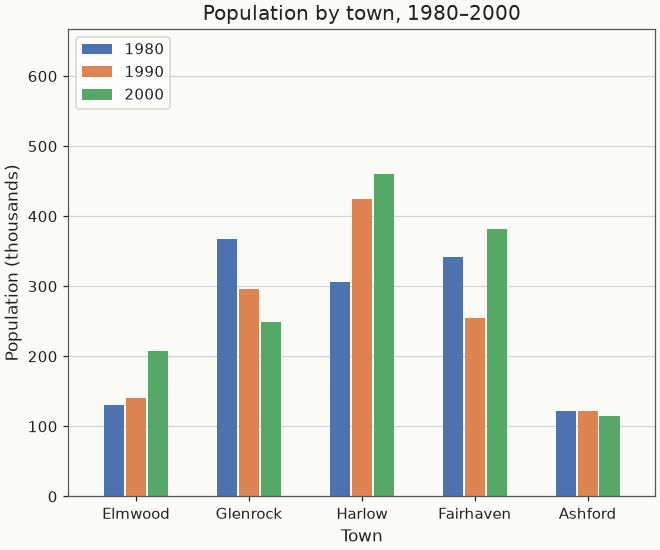 Population by town, 1980–2000
1980
1990
2000
600
500
400
300
200
100
0
Population (thousands)
Elmwood Glenrock Harlow Fairhaven Ashford
Town